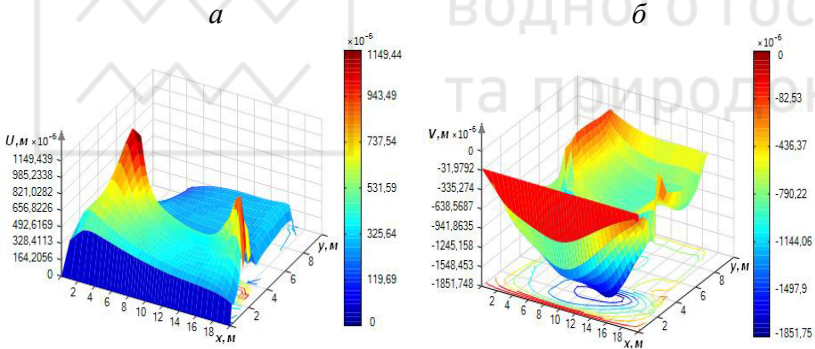 а б
водного гос
та природок
×10⁻⁶ ×10⁻⁶
1149,44 0
943,49 -82,53
737,54 -436,37
531,59 -790,22
325,64 -1144,06
119,69 -1497,9
0 -1851,75
U,м ×10⁻⁶
1149,439
985,2338
821,0282
656,8226
492,6169
328,4113
164,2056
0
2 4 6 8 10 12 14 16 18 x,м
2 4 6 8 y,м
V,м ×10⁻⁶
0
-31,9792
-335,274
-638,5687
-941,8635
-1245,158
-1548,453
-1851,748
2 4 6 8 10 12 14 16 18 x,м
2 4 6 8 y,м